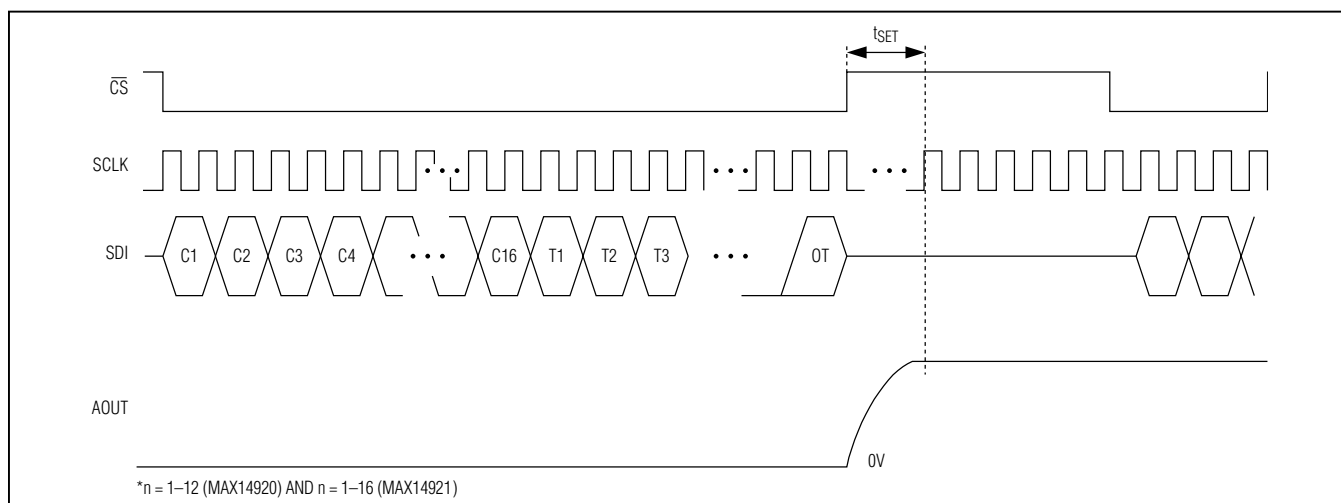 tSET
CS
SCLK
SDI C1 C2 C3 C4 ... C16 T1 T2 T3 ... OT
AOUT
0V
*n = 1–12 (MAX14920) AND n = 1–16 (MAX14921)